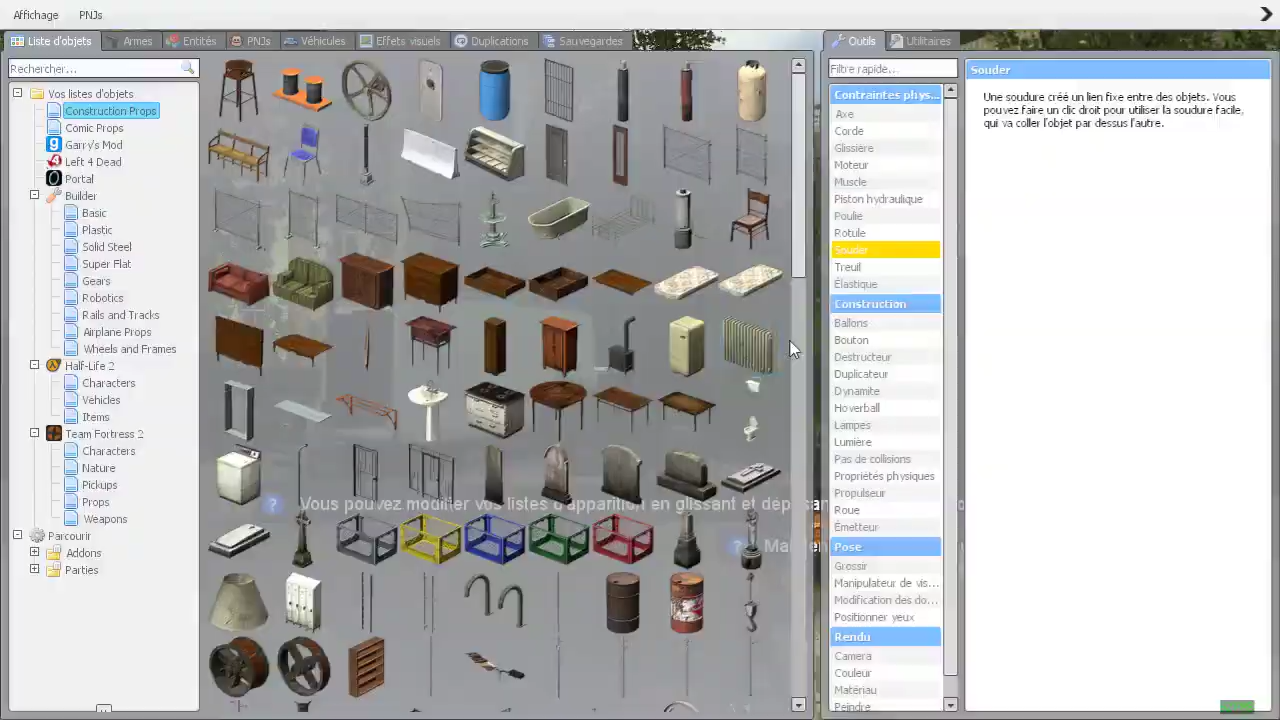 Affichage PNJs
Liste d'objets Armes Entités PNJs Véhicules Effets visuels Duplications Sauvegardes
Outils Utilitaires
Rechercher...
Vos listes d'objets
Construction Props
Comic Props
Garry's Mod
Left 4 Dead
Portal
Builder
Basic
Plastic
Solid Steel
Super Flat
Gears
Robotics
Rails and Tracks
Airplane Props
Wheels and Frames
Half-Life 2
Characters
Vehicles
Items
Team Fortress 2
Characters
Nature
Pickups
Props
Weapons
Parcourir
Addons
Parties
Vous pouvez modifier vos listes d'apparition en glissant et
Filtre rapide...
Contraintes phys...
Axe
Corde
Glissière
Moteur
Muscle
Piston hydraulique
Poulie
Rotule
Souder
Treuil
Élastique
Construction
Ballons
Bouton
Destructeur
Duplicateur
Dynamite
Hoverball
Lampes
Lumière
Pas de collisions
Propriétés physiques
Propulseur
Roue
Émetteur
Pose
Grossir
Manipulateur de vis...
Modification des do...
Positionner yeux
Rendu
Camera
Couleur
Matériau
Peindre
Souder
Une soudure créé un lien fixe entre des objets. Vous
pouvez faire un clic droit pour utiliser la soudure facile,
qui va coller l'objet par dessus l'autre.